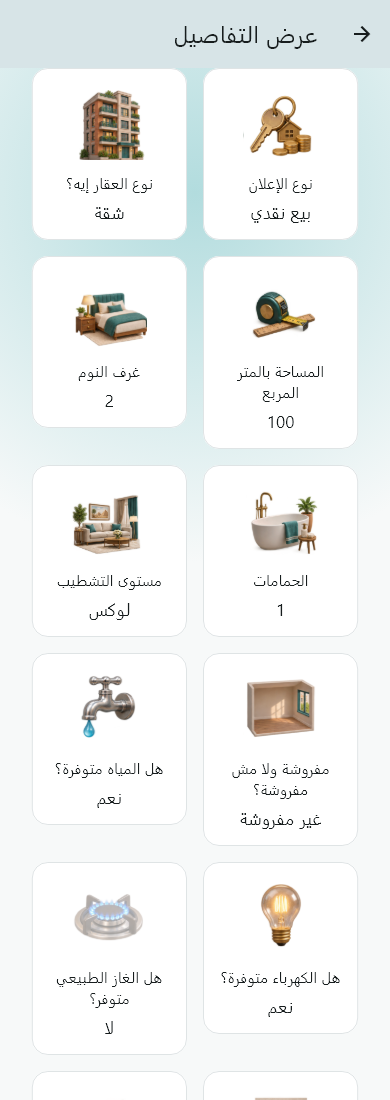 عرض التفاصيل
نوع الإعلان
بيع نقدي
نوع العقار إيه؟
شقة
المساحة بالمتر
المربع
100
غرف النوم
2
الحمامات
1
مستوى التشطيب
لوكس
مفروشة ولا مش
مفروشة؟
غير مفروشة
هل المياه متوفرة؟
نعم
هل الكهرباء متوفرة؟
نعم
هل الغاز الطبيعي
متوفر؟
لا